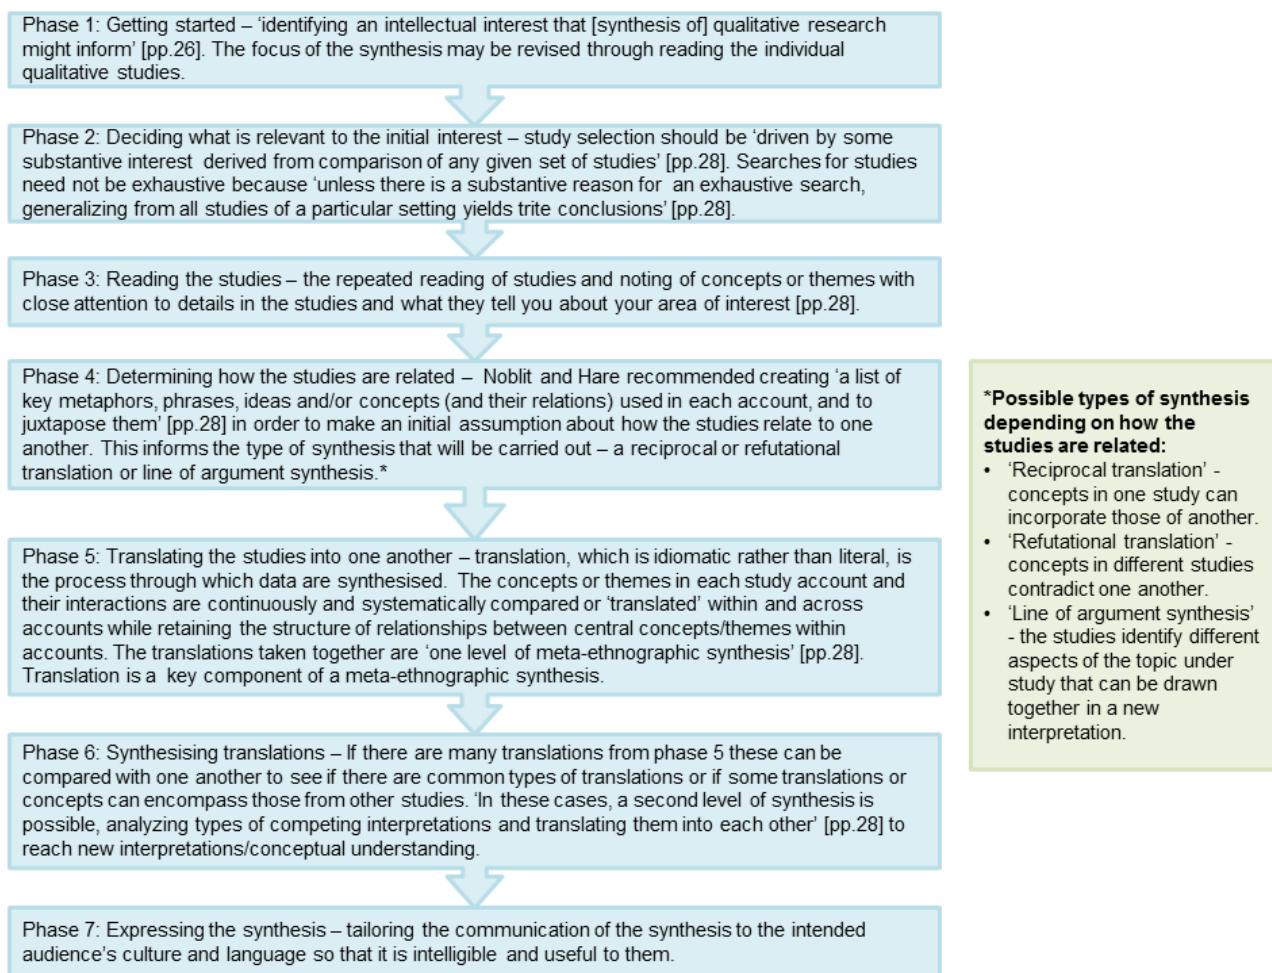 Phase 1: Getting started – ‘identifying an intellectual interest that [synthesis of] qualitative research
might inform’ [pp.26]. The focus of the synthesis may be revised through reading the individual
qualitative studies.
Phase 2: Deciding what is relevant to the initial interest – study selection should be ‘driven by some
substantive interest derived from comparison of any given set of studies’ [pp.28]. Searches for studies
need not be exhaustive because ‘unless there is a substantive reason for an exhaustive search,
generalizing from all studies of a particular setting yields trite conclusions’ [pp.28].
Phase 3: Reading the studies – the repeated reading of studies and noting of concepts or themes with
close attention to details in the studies and what they tell you about your area of interest [pp.28].
Phase 4: Determining how the studies are related – Noblit and Hare recommended creating ‘a list of
key metaphors, phrases, ideas and/or concepts (and their relations) used in each account, and to
juxtapose them’ [pp.28] in order to make an initial assumption about how the studies relate to one
another. This informs the type of synthesis that will be carried out – a reciprocal or refutational
translation or line of argument synthesis.*
Phase 5: Translating the studies into one another – translation, which is idiomatic rather than literal, is
the process through which data are synthesised. The concepts or themes in each study account and
their interactions are continuously and systematically compared or ‘translated’ within and across
accounts while retaining the structure of relationships between central concepts/themes within
accounts. The translations taken together are ‘one level of meta-ethnographic synthesis’ [pp.28].
Translation is a key component of a meta-ethnographic synthesis.
Phase 6: Synthesising translations – If there are many translations from phase 5 these can be
compared with one another to see if there are common types of translations or if some translations or
concepts can encompass those from other studies. ‘In these cases, a second level of synthesis is
possible, analyzing types of competing interpretations and translating them into each other’ [pp.28] to
reach new interpretations/conceptual understanding.
Phase 7: Expressing the synthesis – tailoring the communication of the synthesis to the intended
audience’s culture and language so that it is intelligible and useful to them.
*Possible types of synthesis
depending on how the
studies are related:
• ‘Reciprocal translation’ -
concepts in one study can
incorporate those of another.
• ‘Refutational translation’ -
concepts in different studies
contradict one another.
• ‘Line of argument synthesis’
- the studies identify different
aspects of the topic under
study that can be drawn
together in a new
interpretation.